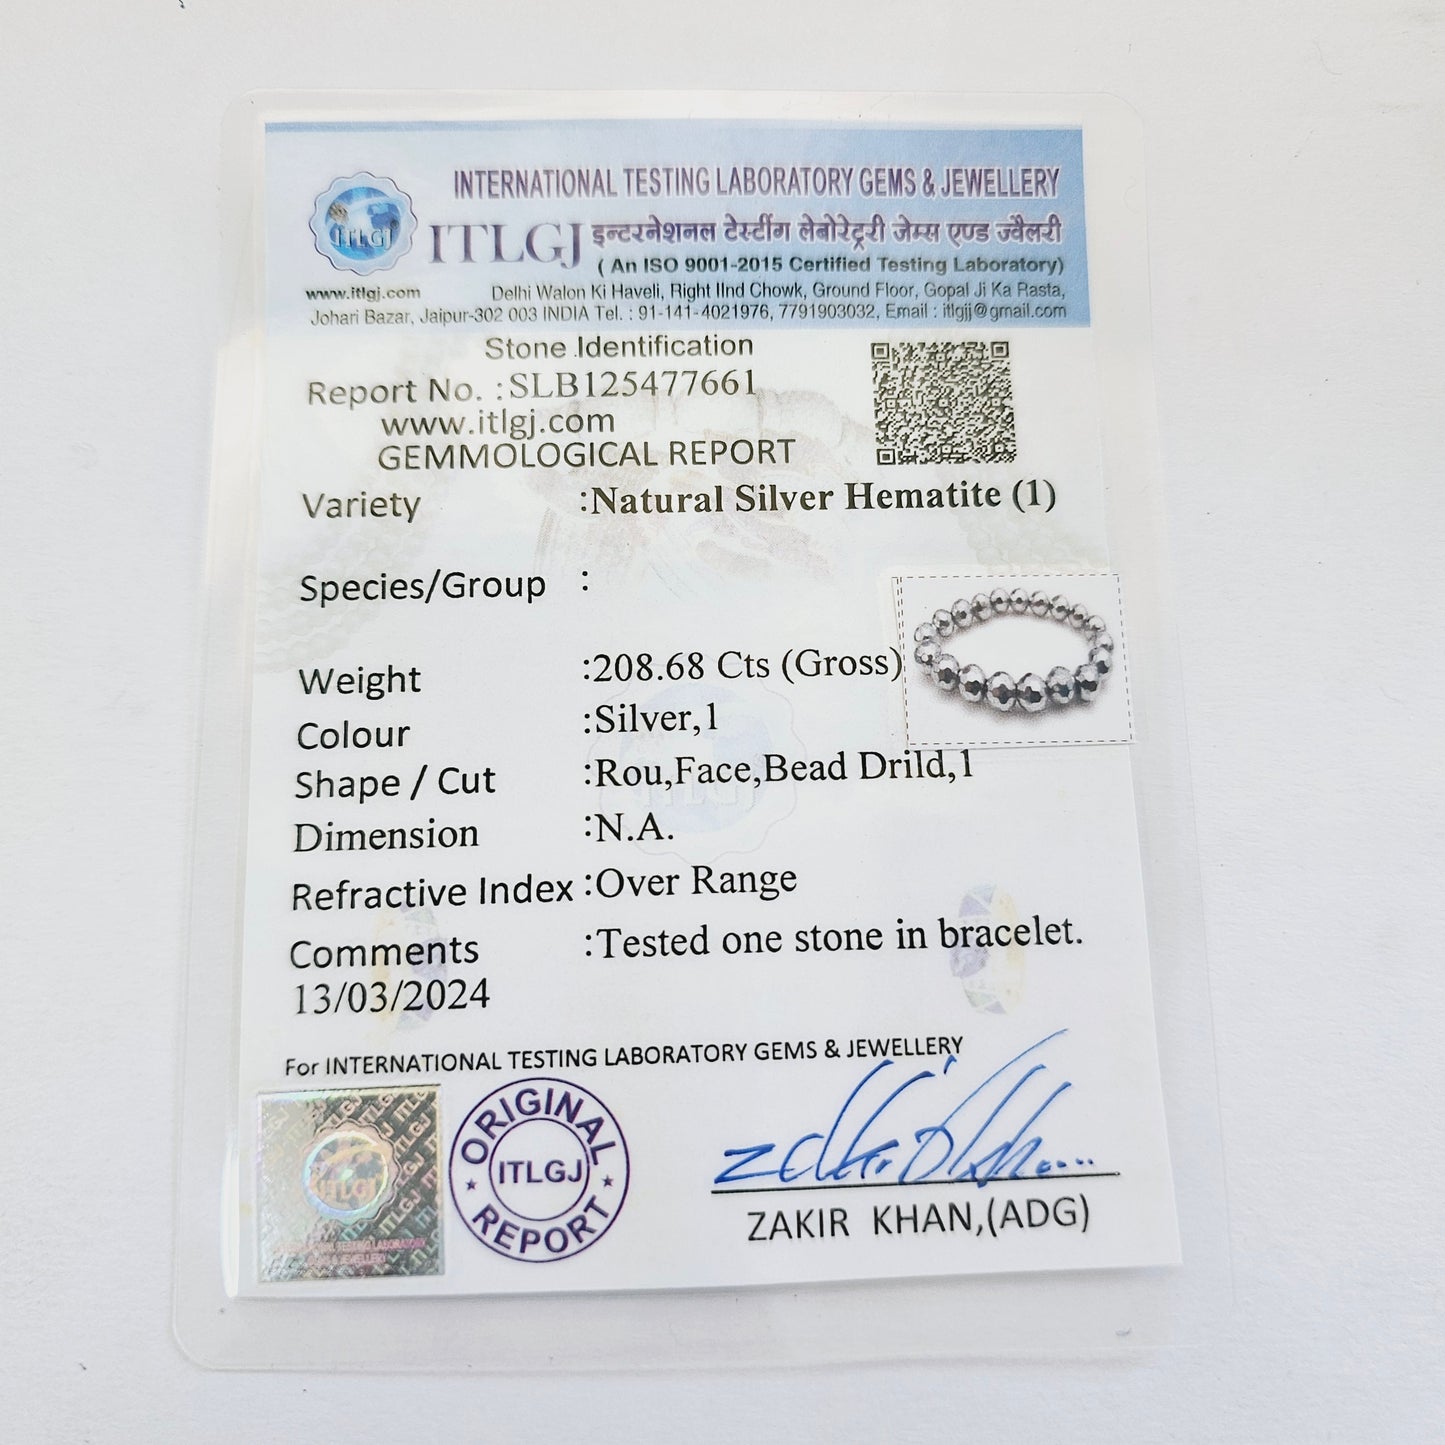 INTERNATIONAL TESTING LABORATORY GEMS & JEWELLERY
ITLGJ
ITLGJ इन्टरनेशनल टेस्टींग लेबोरेट्ररी जेम्स एण्ड ज्वैलरी
( An ISO 9001-2015 Certified Testing Laboratory)
www.itlgj.com Delhi Walon Ki Haveli, Right IInd Chowk, Ground Floor, Gopal Ji Ka Rasta,
Johari Bazar, Jaipur-302 003 INDIA Tel. : 91-141-4021976, 7791903032, Email : itlgjj@gmail.com
Stone .Identification
Report No. :SLB125477661
www.itlgj.com
GEMMOLOGICAL REPORT
Variety :Natural Silver Hematite (1)
Species/Group :
Weight :208.68 Cts (Gross)
Colour :Silver,1
Shape / Cut :Rou,Face,Bead Drild,1
Dimension :N.A.
Refractive Index :Over Range
Comments :Tested one stone in bracelet.
13/03/2024
For INTERNATIONAL TESTING LABORATORY GEMS & JEWELLERY
ITLGJ
ORIGINAL
ITLGJ
REPORT
ZAKIR KHAN,(ADG)